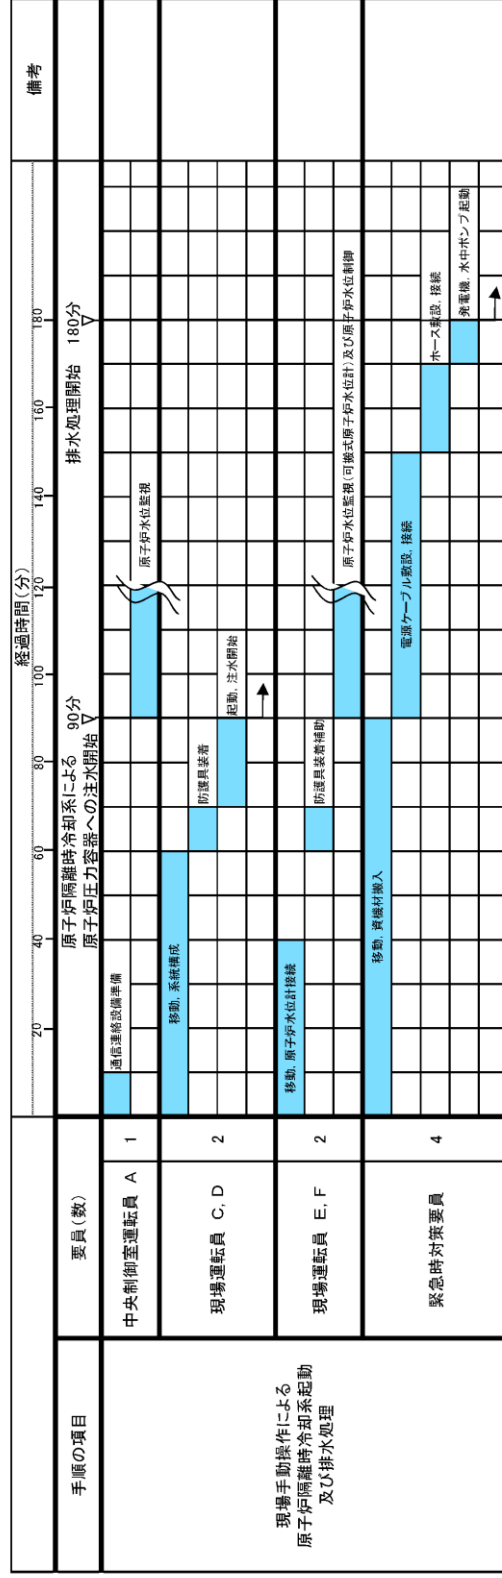 経過時間(分)
備考
20
40
60
80
100
120
140
160
180
手順の項目
要員(数)
原子炉隔離時冷却系による
原子炉圧力容器への注水開始
90分
排水処理開始
180分
現場手動操作による
原子炉隔離時冷却系起動
及び排水処理
中央制御室運転員 A
1
通信連絡設備準備
原子炉水位監視
現場運転員 C, D
2
移動, 系統構成
防護具装着
起動, 注水開始
現場運転員 E, F
2
移動, 原子炉水位計接続
防護具装着補助
原子炉水位監視(可搬式原子炉水位計)及び原子炉水位制御
緊急時対策要員
4
移動, 資機材搬入
電源ケーブル敷設, 接続
ホース敷設, 接続
発電機, 水中ポンプ起動